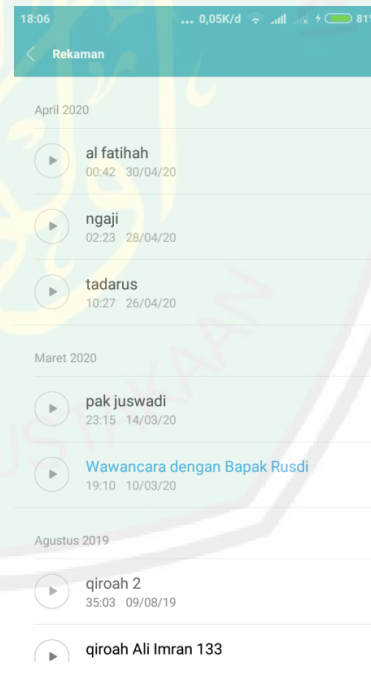 18:06 ... 0,05K/d 81%
Rekaman
April 2020
al fatihah
00:42 30/04/20
ngaji
02:23 28/04/20
tadarus
10:27 26/04/20
Maret 2020
pak juswadi
23:15 14/03/20
Wawancara dengan Bapak Rusdi
19:10 10/03/20
Agustus 2019
qiroah 2
35:03 09/08/19
qiroah Ali Imran 133